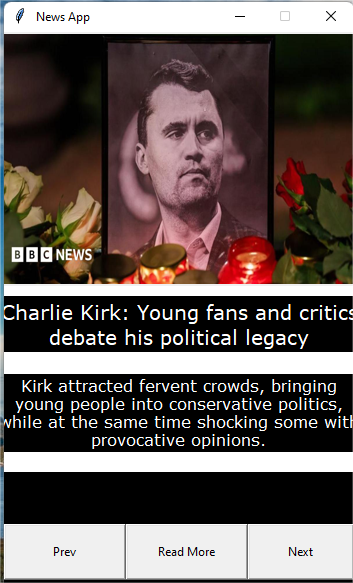 News App
BBC NEWS
Charlie Kirk: Young fans and critics
debate his political legacy
Kirk attracted fervent crowds, bringing
young people into conservative politics,
while at the same time shocking some with
provocative opinions.
Prev Read More Next